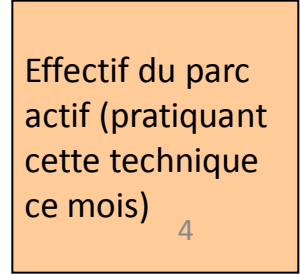 Effectif du parc
actif (pratiquant
cette technique
ce mois)
4